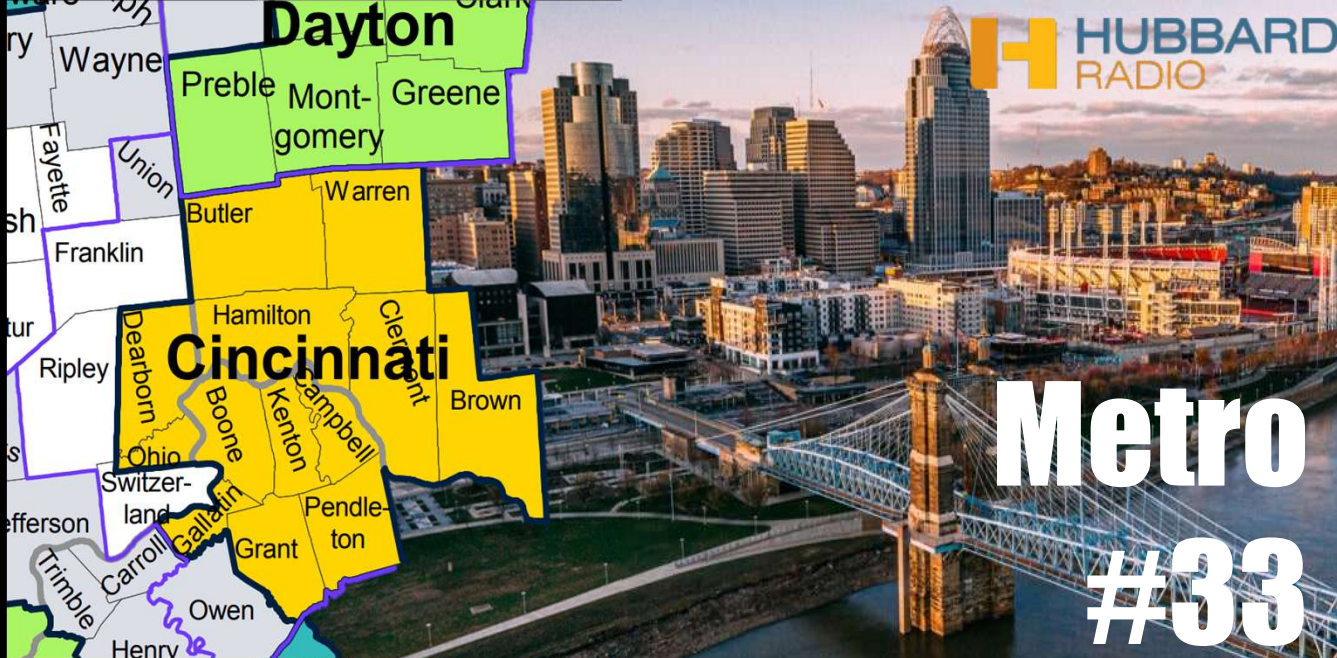 Dayton
Wayne
Preble
Mont-
gomery
Greene
Fayette
Union
Butler
Warren
Franklin
Hamilton
Dearborn
Cincinnati
Clermont
Ripley
Boone
Kenton
Campbell
Brown
Ohio
Switzer-
land
Gallatin
Pendle-
ton
Grant
Carroll
Trimble
Owen
Henry
HUBBARD
RADIO
Metro
#33